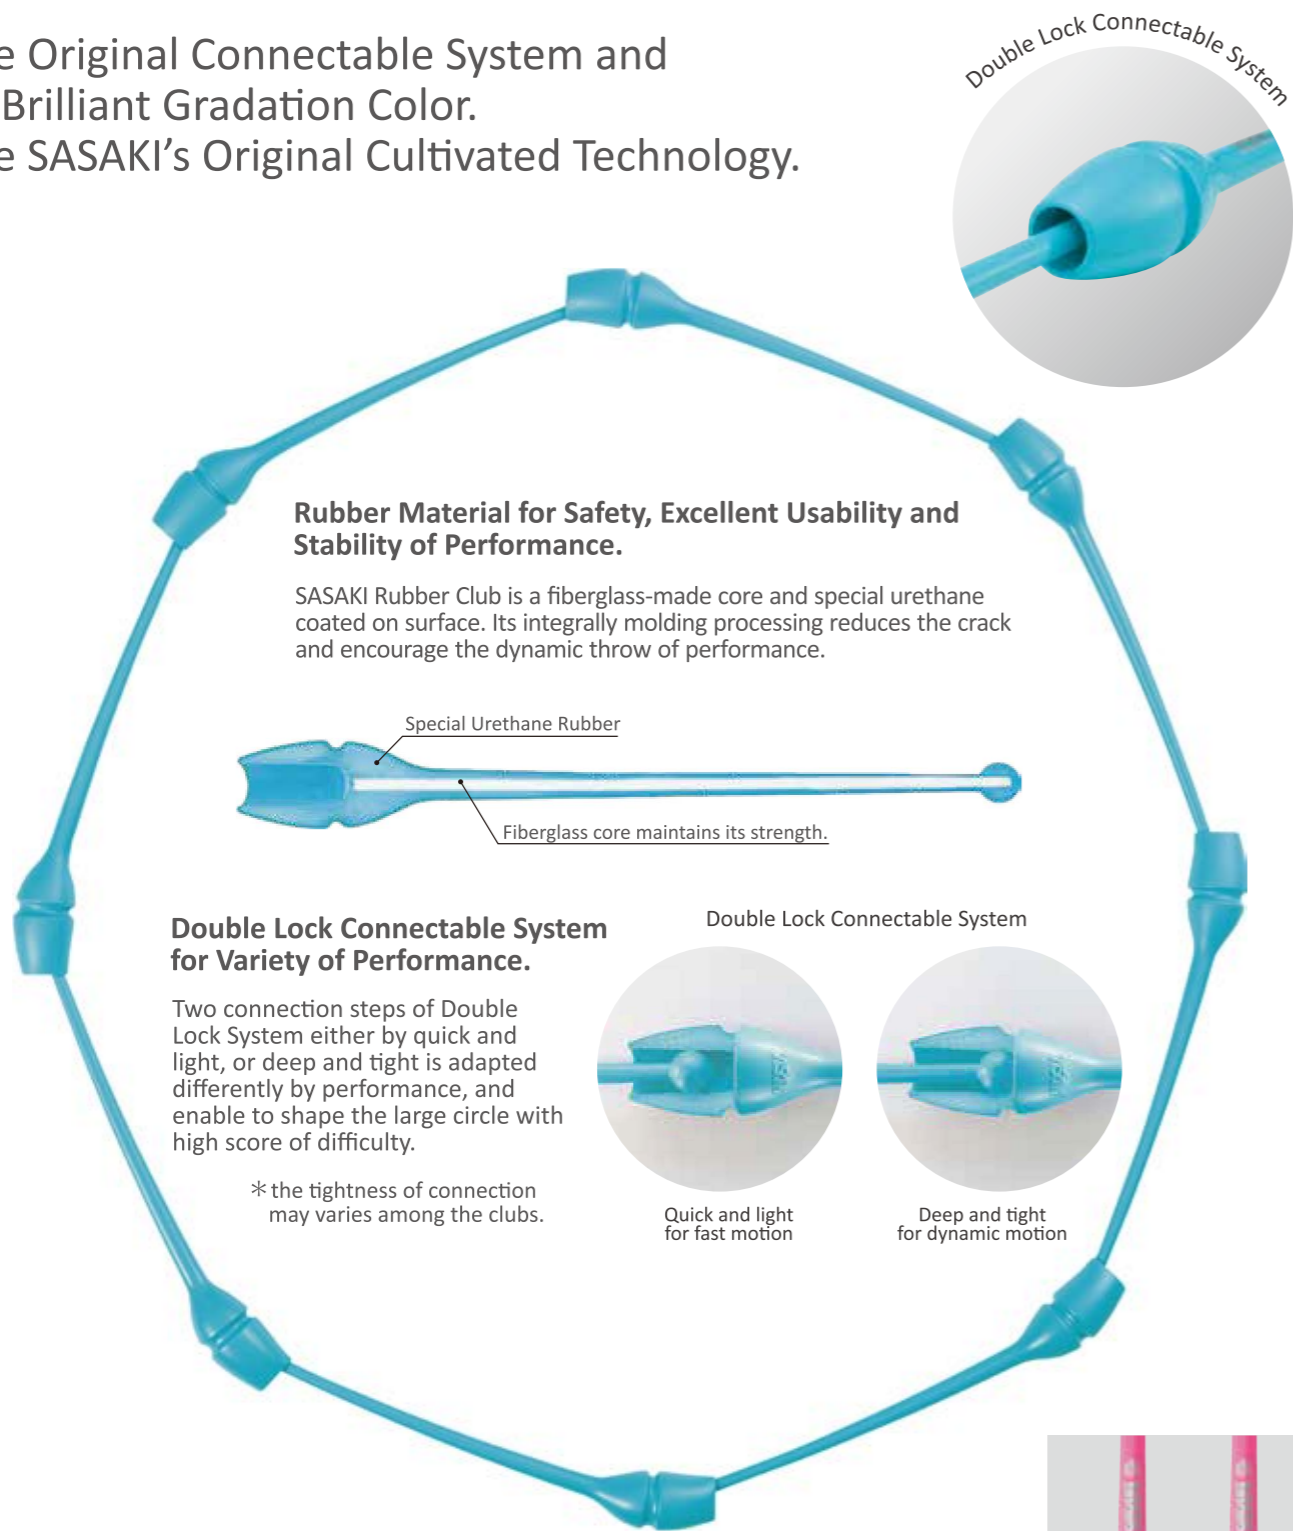 e Original Connectable System and
Brilliant Gradation Color.
e SASAKI's Original Cultivated Technology.
Double Lock Connectable System
Rubber Material for Safety, Excellent Usability and
Stability of Performance.
SASAKI Rubber Club is a fiberglass-made core and special urethane
coated on surface. Its integrally molding processing reduces the crack
and encourage the dynamic throw of performance.
Special Urethane Rubber
Fiberglass core maintains its strength.
Double Lock Connectable System
for Variety of Performance.
Two connection steps of Double
Lock System either by quick and
light, or deep and tight is adapted
differently by performance, and
enable to shape the large circle with
high score of difficulty.
＊the tightness of connection
may varies among the clubs.
Double Lock Connectable System
Quick and light
for fast motion
Deep and tight
for dynamic motion